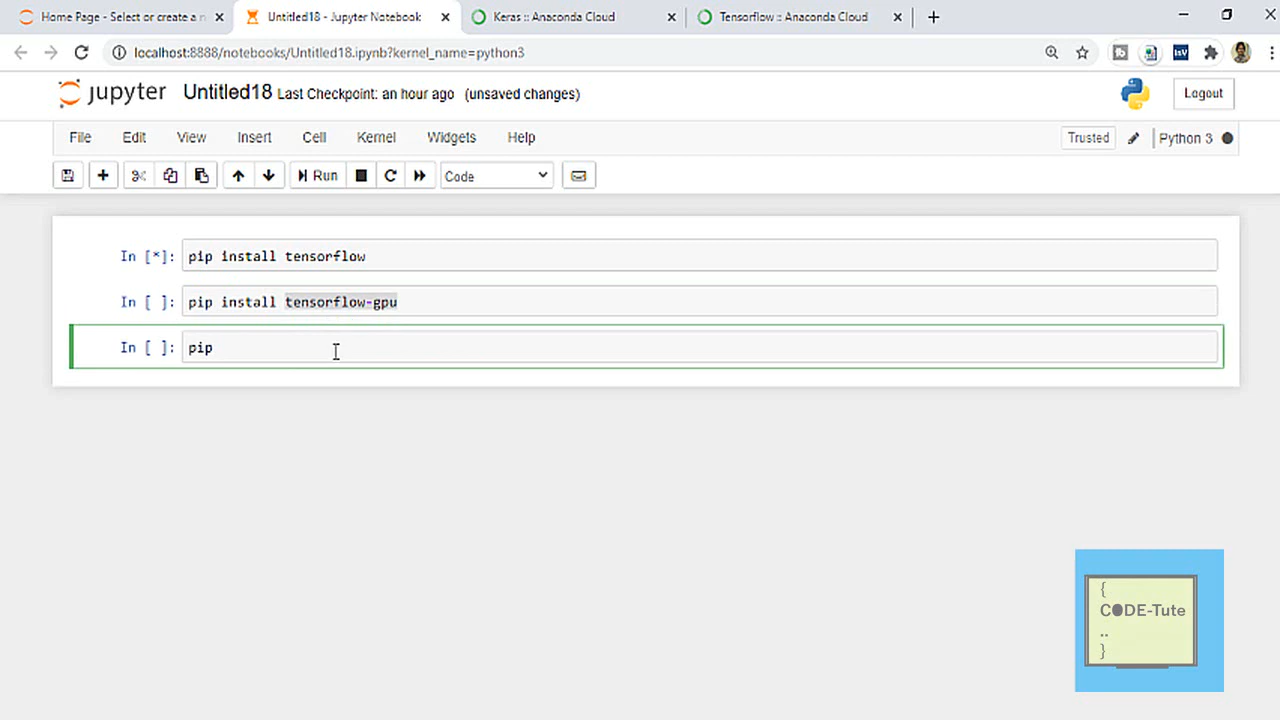 Home Page - Select or create a n
Untitled18 - Jupyter Notebook
Keras :: Anaconda Cloud
Tensorflow :: Anaconda Cloud
localhost:8888/notebooks/Untitled18.ipynb?kernel_name=python3
jupyter Untitled18 Last Checkpoint: an hour ago (unsaved changes)
Logout
File Edit View Insert Cell Kernel Widgets Help
Trusted
Python 3
Run
Code
In [*]: pip install tensorflow
In [ ]: pip install tensorflow-gpu
In [ ]: pip
{
CODE-Tute
..
}